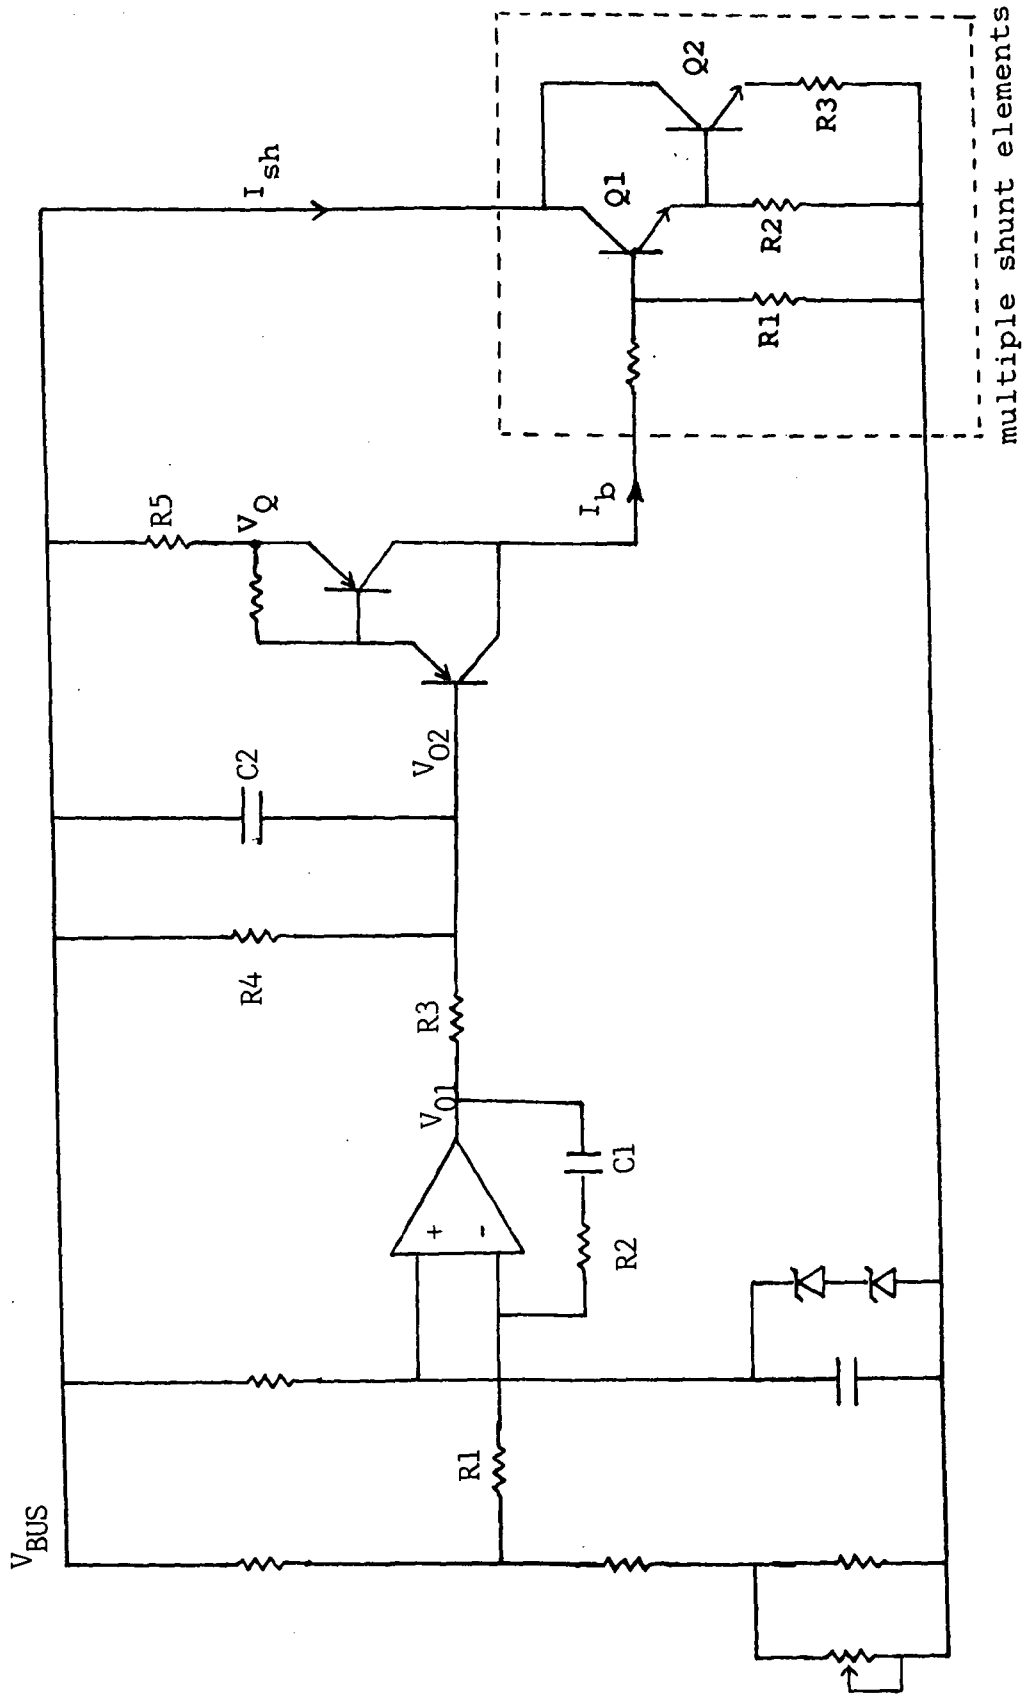 V_BUS
R1
+
-
R2
C1
V_O1
R3
R4
C2
V_O2
R5
V_Q
I_b
I_sh
Q1
Q2
R1
R2
R3
multiple shunt elements